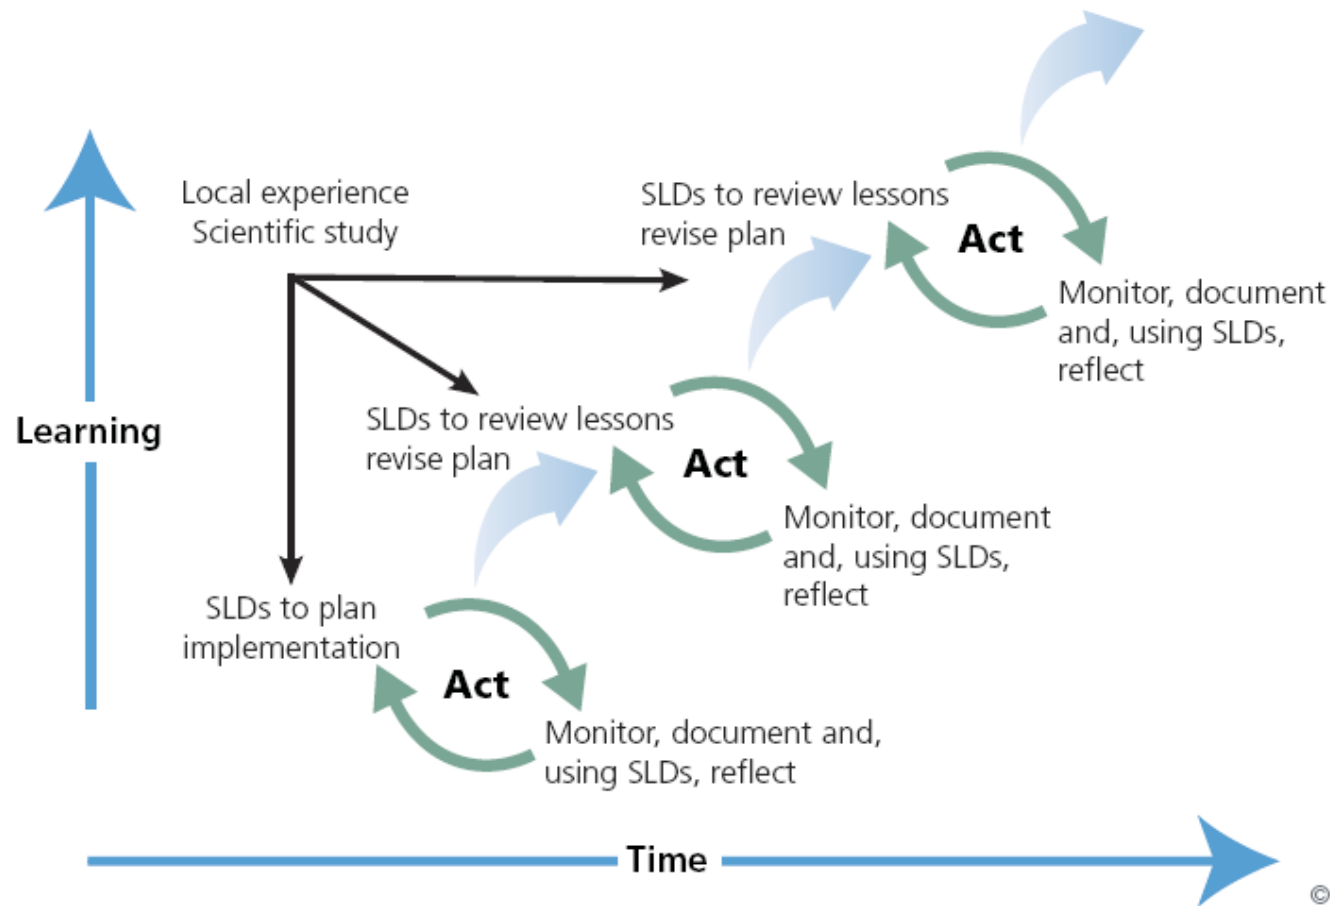 Local experience
Scientific study
SLDs to review lessons
revise plan
Act
Monitor, document
and, using SLDs,
reflect
Learning
SLDs to review lessons
revise plan
Act
Monitor, document
and, using SLDs,
reflect
SLDs to plan
implementation
Act
Monitor, document and,
using SLDs, reflect
Time
©